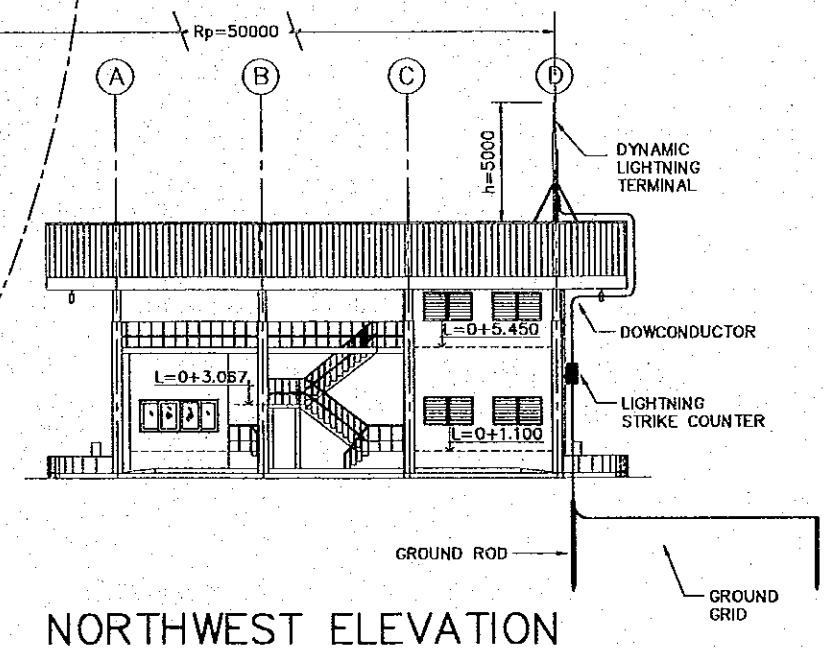 Rp=50000
A B C D
h=5000
DYNAMIC
LIGHTNING
TERMINAL
L=0+5.450
DOWCONDUCTOR
L=0+3.067
LIGHTNING
STRIKE COUNTER
L=0+1.100
GROUND ROD
GROUND
GRID
NORTHWEST ELEVATION